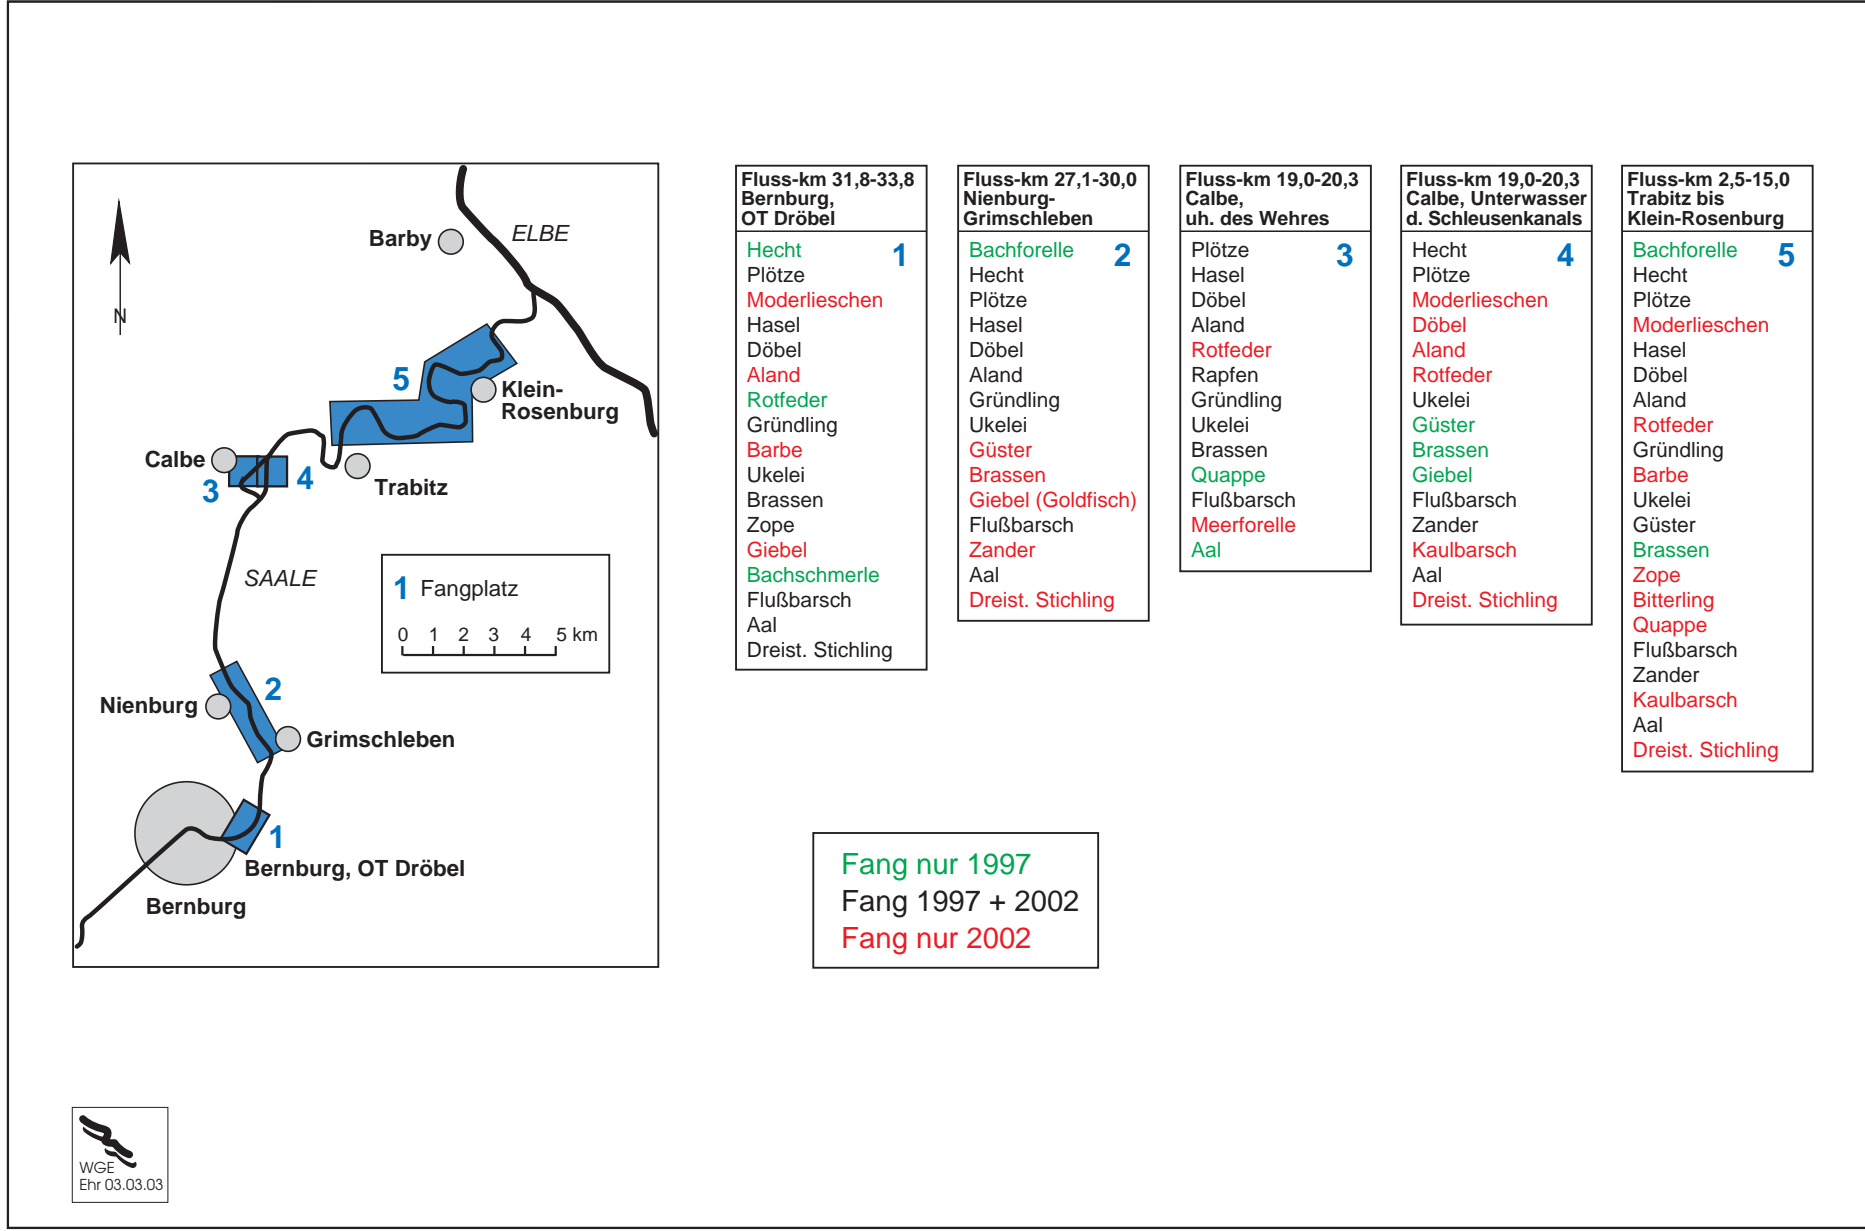 N
Barby
ELBE
5
Klein-
Rosenburg
Calbe
3
4
Trabitz
SAALE
1 Fangplatz
0 1 2 3 4 5 km
2
Nienburg
Grimschleben
1
Bernburg, OT Dröbel
Bernburg
Fluss-km 31,8-33,8
Bernburg,
OT Dröbel
Hecht 1
Plötze
Moderlieschen
Hasel
Döbel
Aland
Rotfeder
Gründling
Barbe
Ukelei
Brassen
Zope
Giebel
Bachschmerle
Flußbarsch
Aal
Dreist. Stichling
Fluss-km 27,1-30,0
Nienburg-
Grimschleben
Bachforelle 2
Hecht
Plötze
Hasel
Döbel
Aland
Gründling
Ukelei
Güster
Brassen
Giebel (Goldfisch)
Flußbarsch
Zander
Aal
Dreist. Stichling
Fluss-km 19,0-20,3
Calbe,
uh. des Wehres
Plötze 3
Hasel
Döbel
Aland
Rotfeder
Rapfen
Gründling
Ukelei
Brassen
Quappe
Flußbarsch
Meerforelle
Aal
Fluss-km 19,0-20,3
Calbe, Unterwasser
d. Schleusenkanals
Hecht 4
Plötze
Moderlieschen
Döbel
Aland
Rotfeder
Ukelei
Güster
Brassen
Giebel
Flußbarsch
Zander
Kaulbarsch
Aal
Dreist. Stichling
Fluss-km 2,5-15,0
Trabitz bis
Klein-Rosenburg
Bachforelle 5
Hecht
Plötze
Moderlieschen
Hasel
Döbel
Aland
Rotfeder
Gründling
Barbe
Ukelei
Güster
Brassen
Zope
Bitterling
Quappe
Flußbarsch
Zander
Kaulbarsch
Aal
Dreist. Stichling
Fang nur 1997
Fang 1997 + 2002
Fang nur 2002
WGE
Ehr 03.03.03